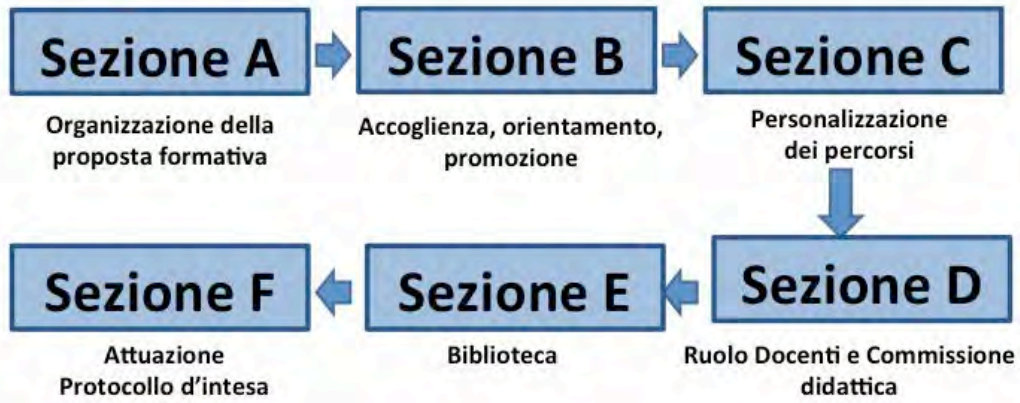 Sezione A
Organizzazione della
proposta formativa
Sezione B
Accoglienza, orientamento,
promozione
Sezione C
Personalizzazione
dei percorsi
Sezione D
Ruolo Docenti e Commissione
didattica
Sezione E
Biblioteca
Sezione F
Attuazione
Protocollo d'intesa